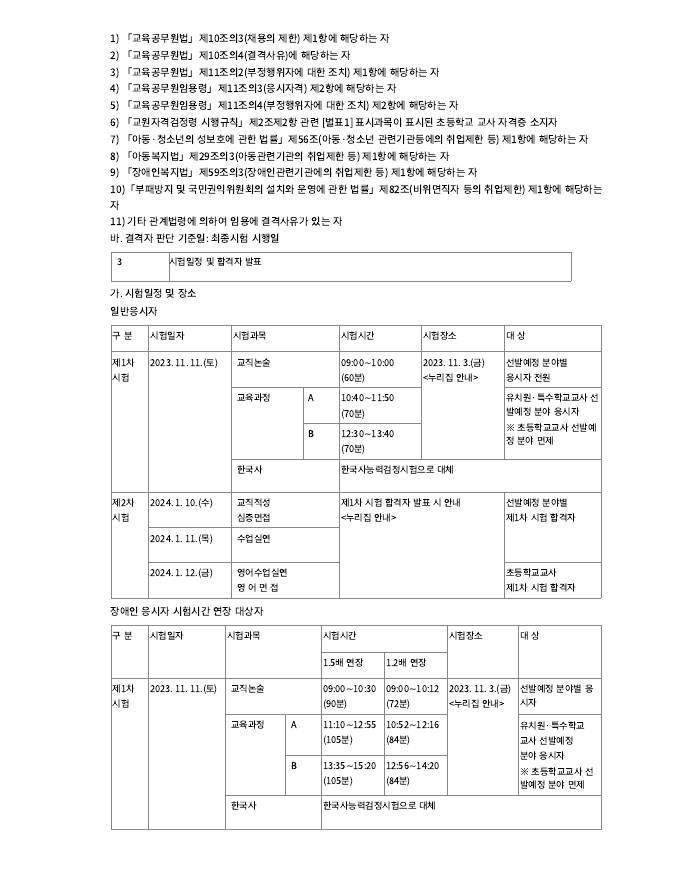 1) 「교육공무원법」 제10조의3(채용의 제한) 제1항에 해당하는 자
2) 「교육공무원법」 제10조의4(결격사유)에 해당하는 자
3) 「교육공무원법」 제11조의2(부정행위자에 대한 조치) 제1항에 해당하는 자
4) 「교육공무원임용령」 제11조의3(응시자격) 제2항에 해당하는 자
5) 「교육공무원임용령」 제11조의4(부정행위자에 대한 조치) 제2항에 해당하는 자
6) 「교원자격검정령 시행규칙」 제2조제2항 관련 [별표1] 표시과목이 표시된 초등학교 교사 자격증 소지자
7) 「아동·청소년의 성보호에 관한 법률」 제56조(아동·청소년 관련기관등에의 취업제한 등) 제1항에 해당하는 자
8) 「아동복지법」 제29조의3(아동관련기관의 취업제한 등) 제1항에 해당하는 자
9) 「장애인복지법」 제59조의3(장애인관련기관에의 취업제한 등) 제1항에 해당하는 자
10) 「부패방지 및 국민권익위원회의 설치와 운영에 관한 법률」 제82조(비위면직자 등의 취업제한) 제1항에 해당하는
자
11) 기타 관계법령에 의하여 임용에 결격사유가 있는 자
바. 결격자 판단 기준일: 최종시험 시행일
3 시험일정 및 합격자 발표
가. 시험일정 및 장소
일반응시자
구 분 시험일자 시험과목 시험시간 시험장소 대 상
제1차 2023. 11. 11.(토) 교직논술 09:00~10:00 2023. 11. 3.(금) 선발예정 분야별
시험 (60분) <누리집 안내> 응시자 전원
교육과정 A 10:40~11:50 유치원·특수학교교사 선
(70분) 발예정 분야 응시자
B 12:30~13:40 ※ 초등학교교사 선발예
(70분) 정 분야 면제
한국사 한국사능력검정시험으로 대체
제2차 2024. 1. 10.(수) 교직적성 제1차 시험 합격자 발표 시 안내 선발예정 분야별
시험 심층면접 <누리집 안내> 제1차 시험 합격자
2024. 1. 11.(목) 수업실연
2024. 1. 12.(금) 영어수업실연 초등학교교사
영 어 면 접 제1차 시험 합격자
장애인 응시자 시험시간 연장 대상자
구 분 시험일자 시험과목 시험시간 시험장소 대 상
1.5배 연장 1.2배 연장
제1차 2023. 11. 11.(토) 교직논술 09:00~10:30 09:00~10:12 2023. 11. 3.(금) 선발예정 분야별 응
시험 (90분) (72분) <누리집 안내> 시자
교육과정 A 11:10~12:55 10:52~12:16 유치원·특수학교
(105분) (84분) 교사 선발예정
분야 응시자
B 13:35~15:20 12:56~14:20 ※ 초등학교교사 선
(105분) (84분) 발예정 분야 면제
한국사 한국사능력검정시험으로 대체